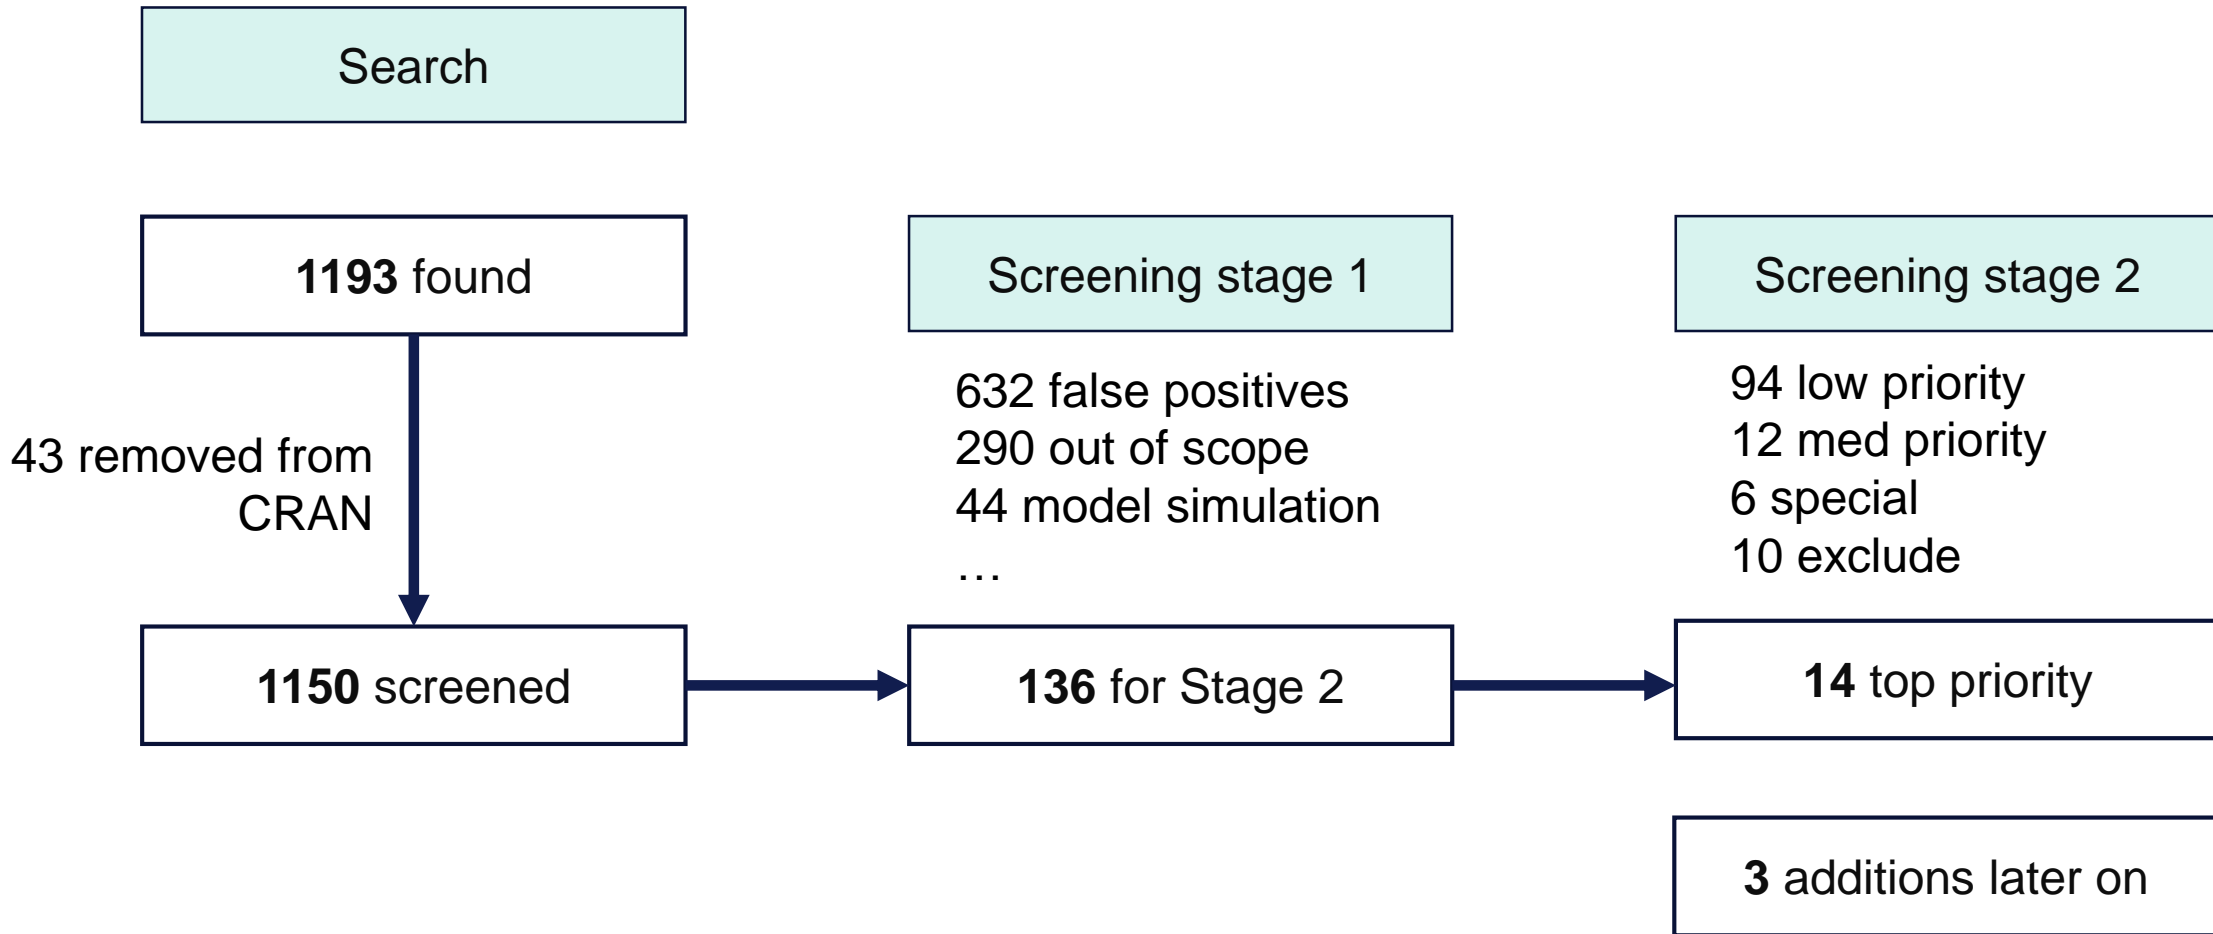 Search
1193 found
43 removed from
CRAN
1150 screened
Screening stage 1
632 false positives
290 out of scope
44 model simulation
…
136 for Stage 2
Screening stage 2
94 low priority
12 med priority
6 special
10 exclude
14 top priority
3 additions later on